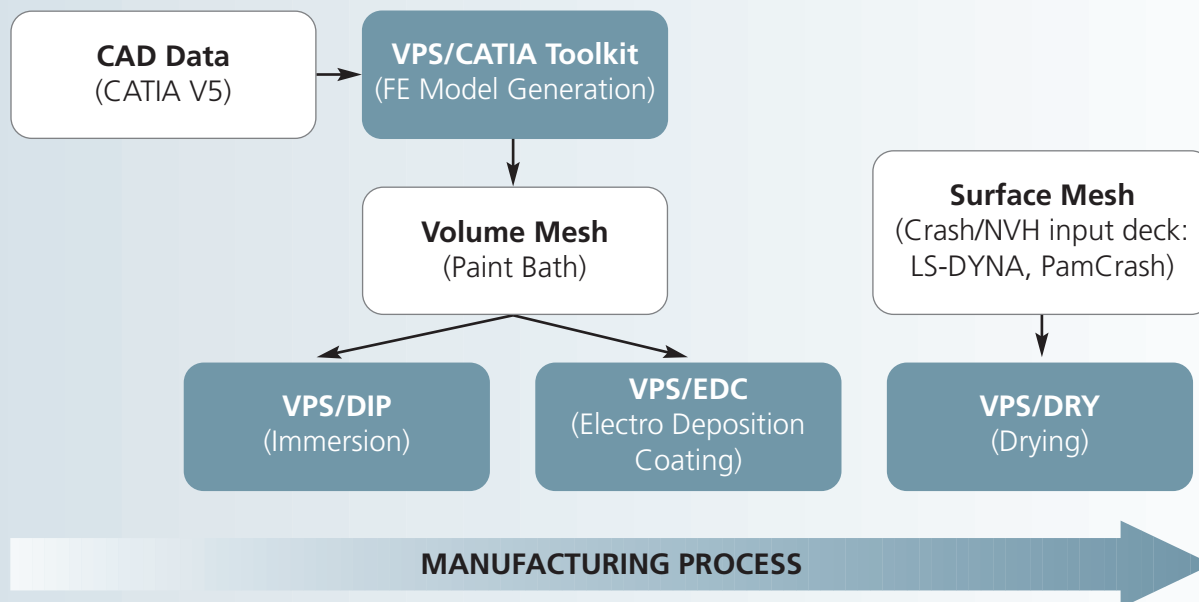 CAD Data
(CATIA V5)
VPS/CATIA Toolkit
(FE Model Generation)
Volume Mesh
(Paint Bath)
Surface Mesh
(Crash/NVH input deck:
LS-DYNA, PamCrash)
VPS/DIP
(Immersion)
VPS/EDC
(Electro Deposition
Coating)
VPS/DRY
(Drying)
MANUFACTURING PROCESS